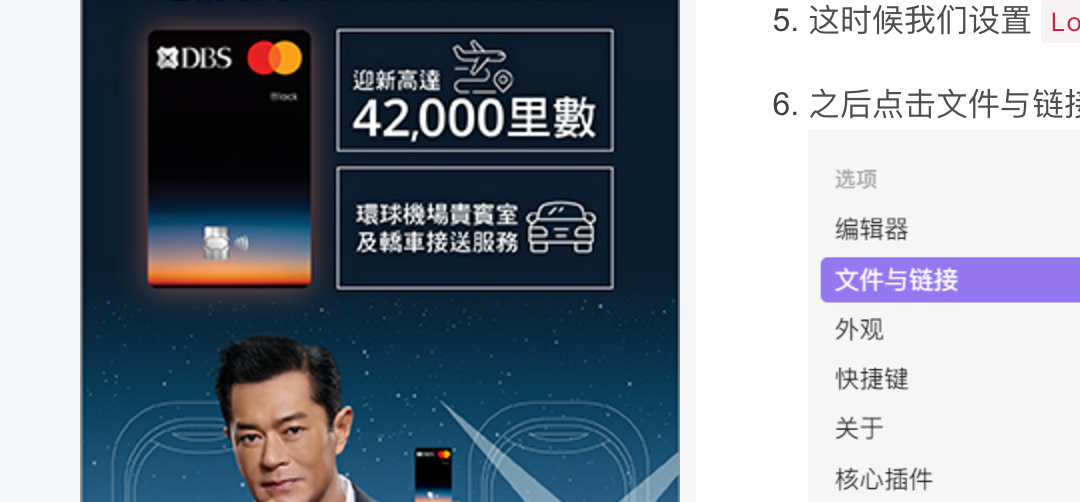 DBS
Black
迎新高達
42,000里數
環球機場貴賓室
及轎車接送服務
5. 这时候我们设置 Lo
6. 之后点击文件与链接
选项
编辑器
文件与链接
外观
快捷键
关于
核心插件